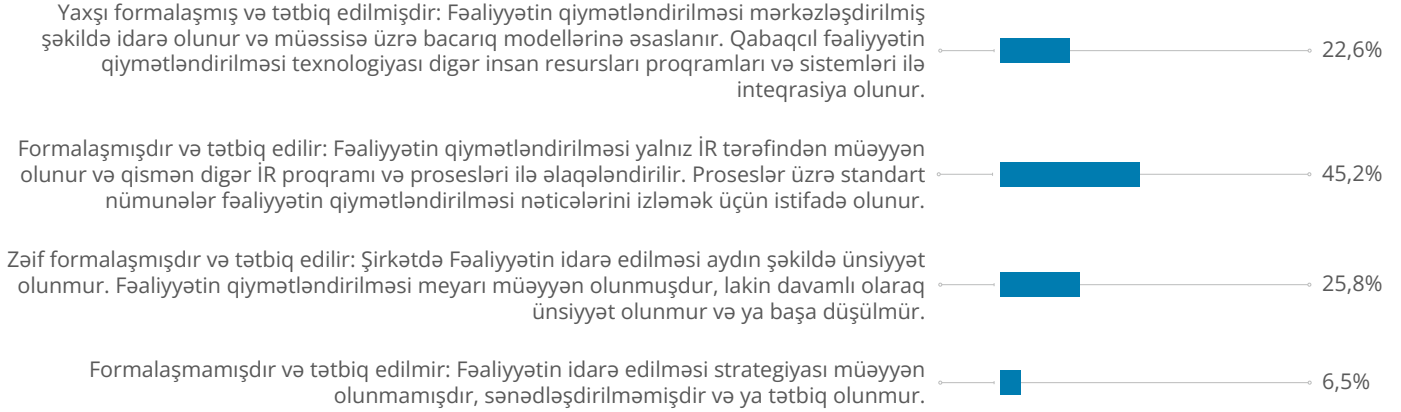 Yaxşı formalaşmış və tətbiq edilmişdir: Fəaliyyətin qiymətləndirilməsi mərkəzləşdirilmiş
şəkildə idarə olunur və müəssisə üzrə bacarıq modellərinə əsaslanır. Qabaqcıl fəaliyyətin
qiymətləndirilməsi texnologiyası digər insan resursları proqramları və sistemləri ilə
inteqrasiya olunur.
22,6%
Formalaşmışdır və tətbiq edilir: Fəaliyyətin qiymətləndirilməsi yalnız İR tərəfindən müəyyən
olunur və qismən digər İR proqramı və prosesləri ilə əlaqələndirilir. Proseslər üzrə standart
nümunələr fəaliyyətin qiymətləndirilməsi nəticələrini izləmək üçün istifadə olunur.
45,2%
Zəif formalaşmışdır və tətbiq edilir: Şirkətdə Fəaliyyətin idarə edilməsi aydın şəkildə ünsiyyət
olunmur. Fəaliyyətin qiymətləndirilməsi meyarı müəyyən olunmuşdur, lakin davamlı olaraq
ünsiyyət olunmur və ya başa düşülmür.
25,8%
Formalaşmamışdır və tətbiq edilmir: Fəaliyyətin idarə edilməsi strategiyası müəyyən
olunmamışdır, sənədləşdirilməmişdir və ya tətbiq olunmur.
6,5%